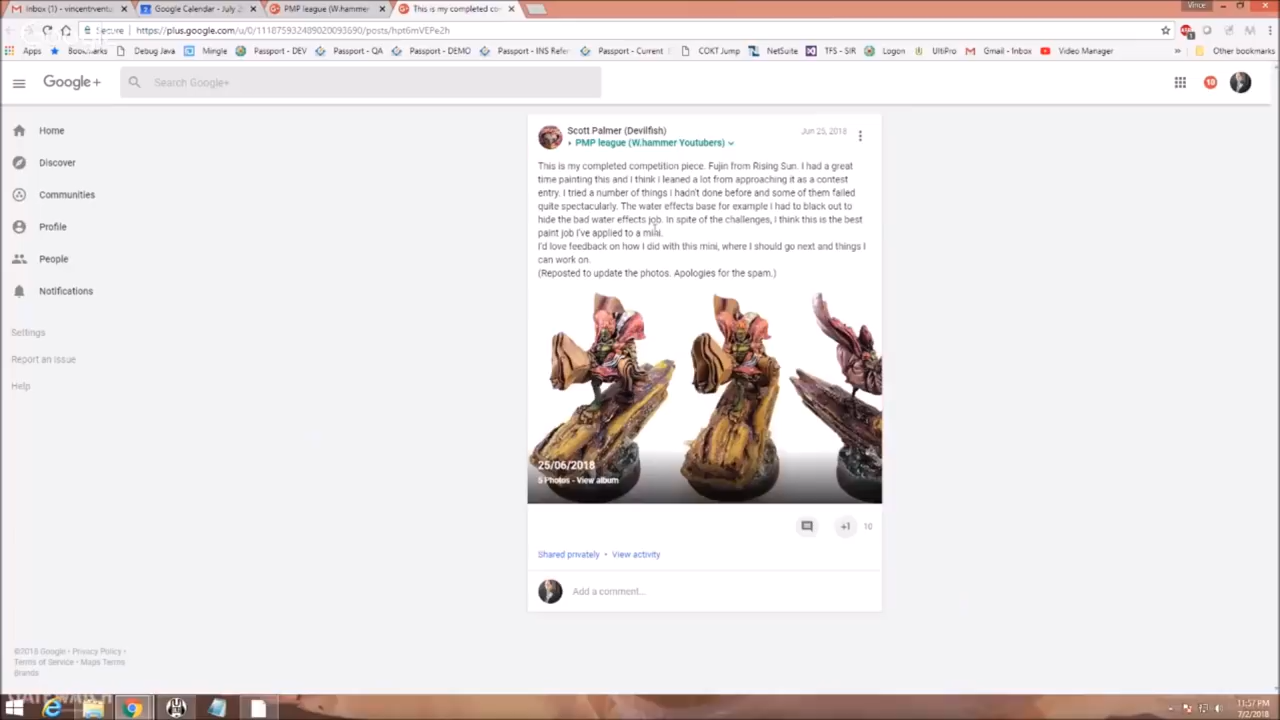 Inbox (1) - vincentrventur
Google Calendar - July 2
PMP league (W.hammer
This is my completed co
Vince
Secure
https://plus.google.com/u/0/111875932489020093690/posts/hpt6mVEPe2h
Apps
Bookmarks
Debug Java
Mingle
Passport - DEV
Passport - QA
Passport - DEMO
Passport - INS Refer
Passport - Current
COKT Jump
NetSuite
TFS - SIR
Logon
UltiPro
Gmail - Inbox
Video Manager
Other bookmarks
Google+
Search Google+
10
Home
Discover
Communities
Profile
People
Notifications
Settings
Report an issue
Help
Scott Palmer (Devilfish)
Jun 25, 2018
PMP league (W.hammer Youtubers)
This is my completed competition piece. Fujin from Rising Sun. I had a great
time painting this and I think I leaned a lot from approaching it as a contest
entry. I tried a number of things I hadn't done before and some of them failed
quite spectacularly. The water effects base for example I had to black out to
hide the bad water effects job. In spite of the challenges, I think this is the best
paint job I've applied to a mini.
I'd love feedback on how I did with this mini, where I should go next and things I
can work on.
(Reposted to update the photos. Apologies for the spam.)
25/06/2018
5 Photos - View album
+1
10
Shared privately • View activity
Add a comment...
©2018 Google • Privacy Policy •
Terms of Service • Maps Terms
Brands
11:57 PM
7/2/2018